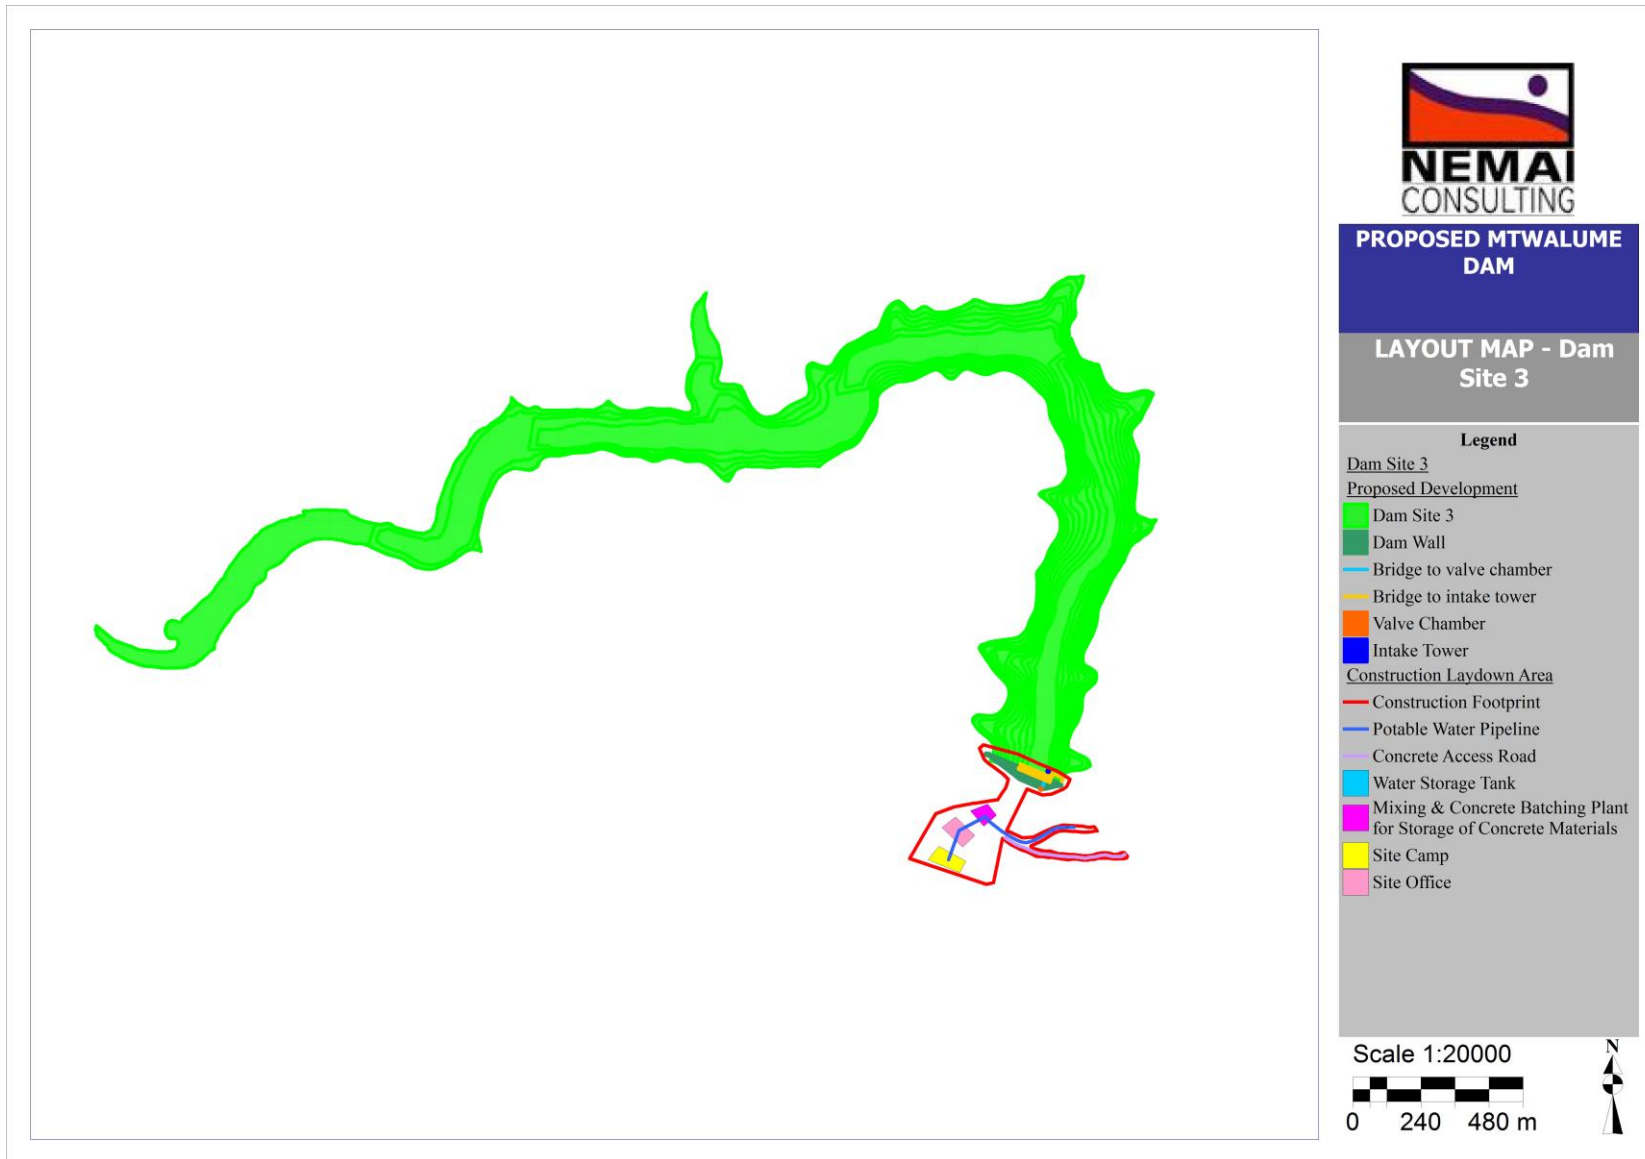 NEMAI
CONSULTING
PROPOSED MTWALUME
DAM
LAYOUT MAP - Dam
Site 3
Legend
Dam Site 3
Proposed Development
Dam Site 3
Dam Wall
Bridge to valve chamber
Bridge to intake tower
Valve Chamber
Intake Tower
Construction Laydown Area
Construction Footprint
Potable Water Pipeline
Concrete Access Road
Water Storage Tank
Mixing & Concrete Batching Plant
for Storage of Concrete Materials
Site Camp
Site Office
Scale 1:20000
N
0 240 480 m